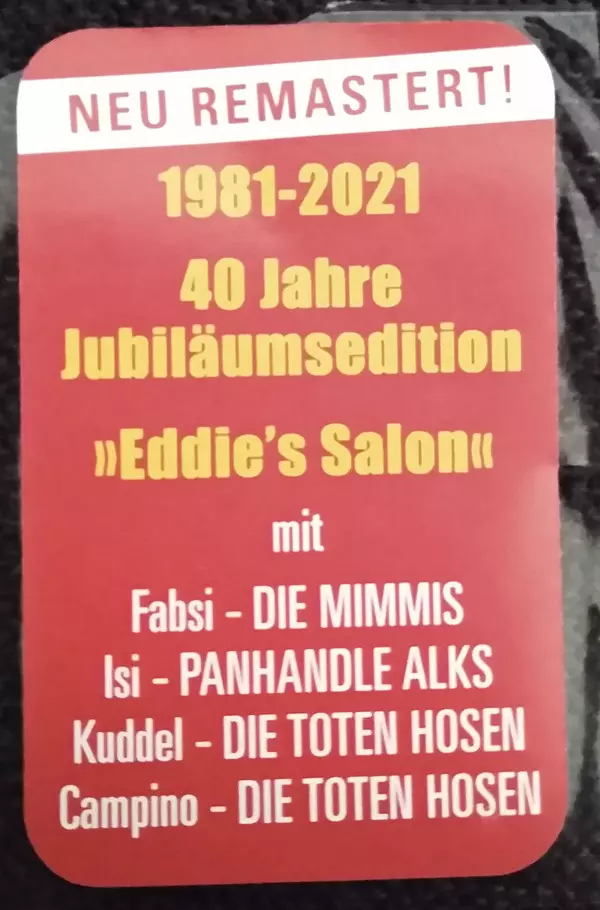 NEU REMASTERT!
1981-2021
40 Jahre
Jubiläumsedition
»Eddie's Salon«
mit
Fabsi - DIE MIMMIS
Isi - PANHANDLE ALKS
Kuddel - DIE TOTEN HOSEN
Campino - DIE TOTEN HOSEN